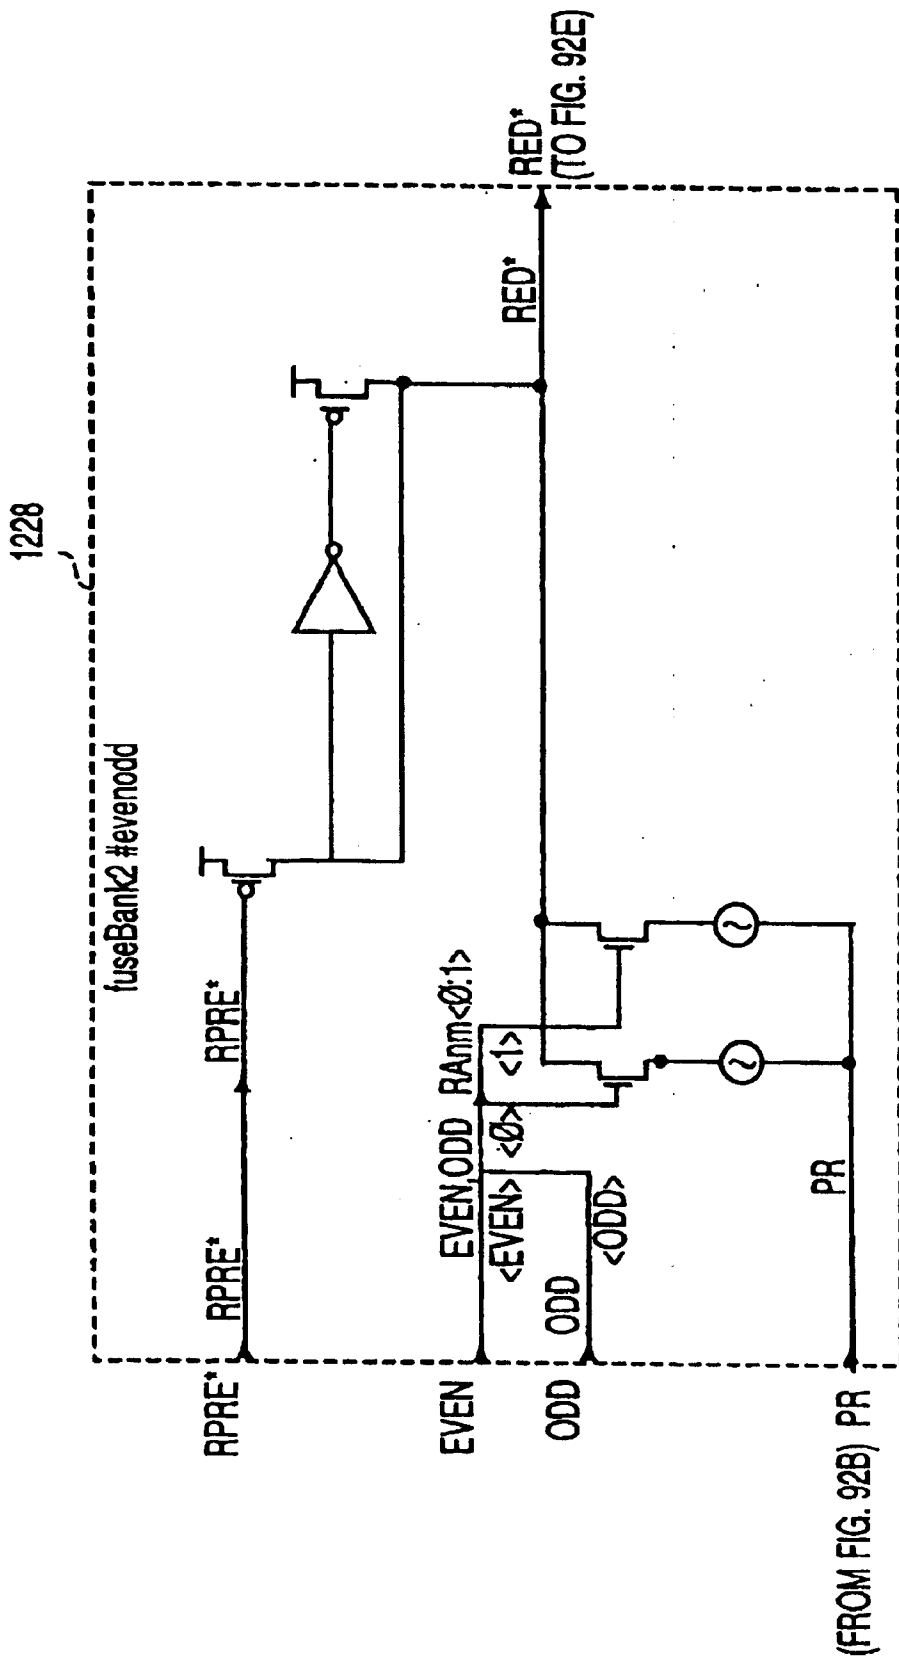 1228
fuseBank2 #evenodd
RPRE*
RPRE*
RPRE*
EVEN
EVEN,ODD RAnm<Ø:1>
<EVEN>
<Ø>
<1>
ODD
ODD
<ODD>
RED*
RED*
(TO FIG. 92E)
(FROM FIG. 92B) PR
PR